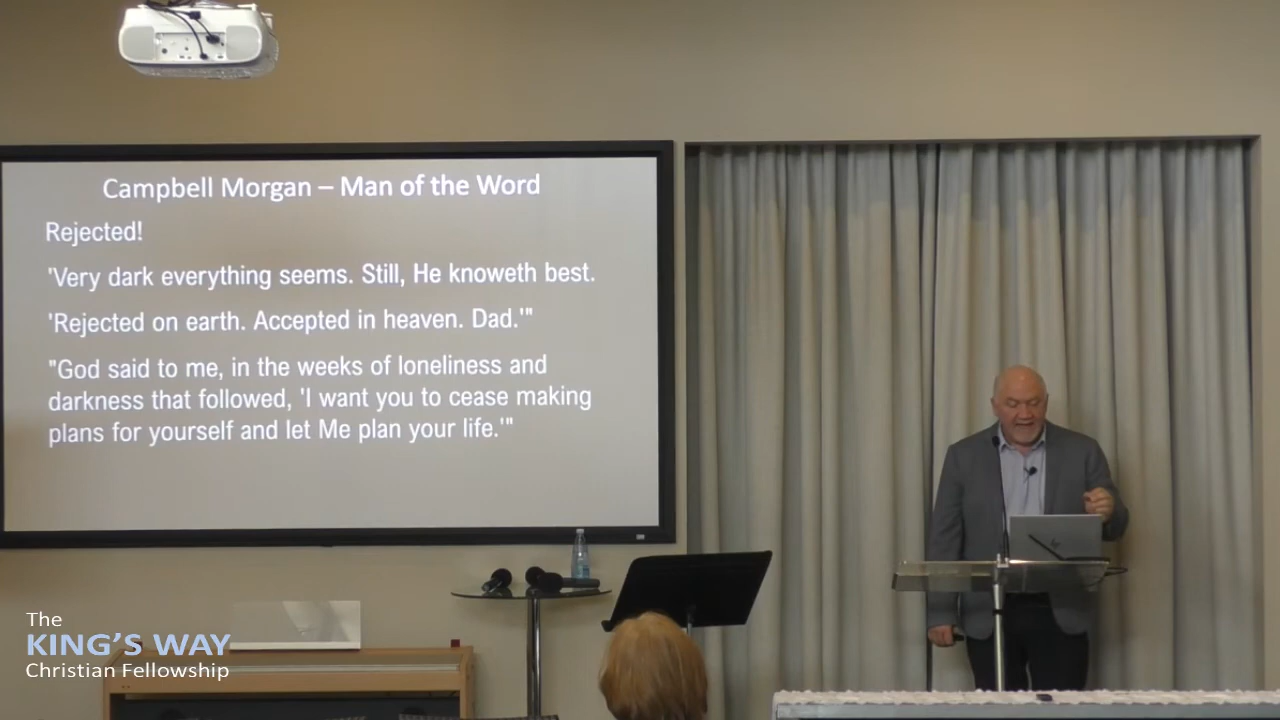 Campbell Morgan – Man of the Word
Rejected!
'Very dark everything seems. Still, He knoweth best.
'Rejected on earth. Accepted in heaven. Dad.'"
"God said to me, in the weeks of loneliness and
darkness that followed, 'I want you to cease making
plans for yourself and let Me plan your life.'"
The
KING'S WAY
Christian Fellowship